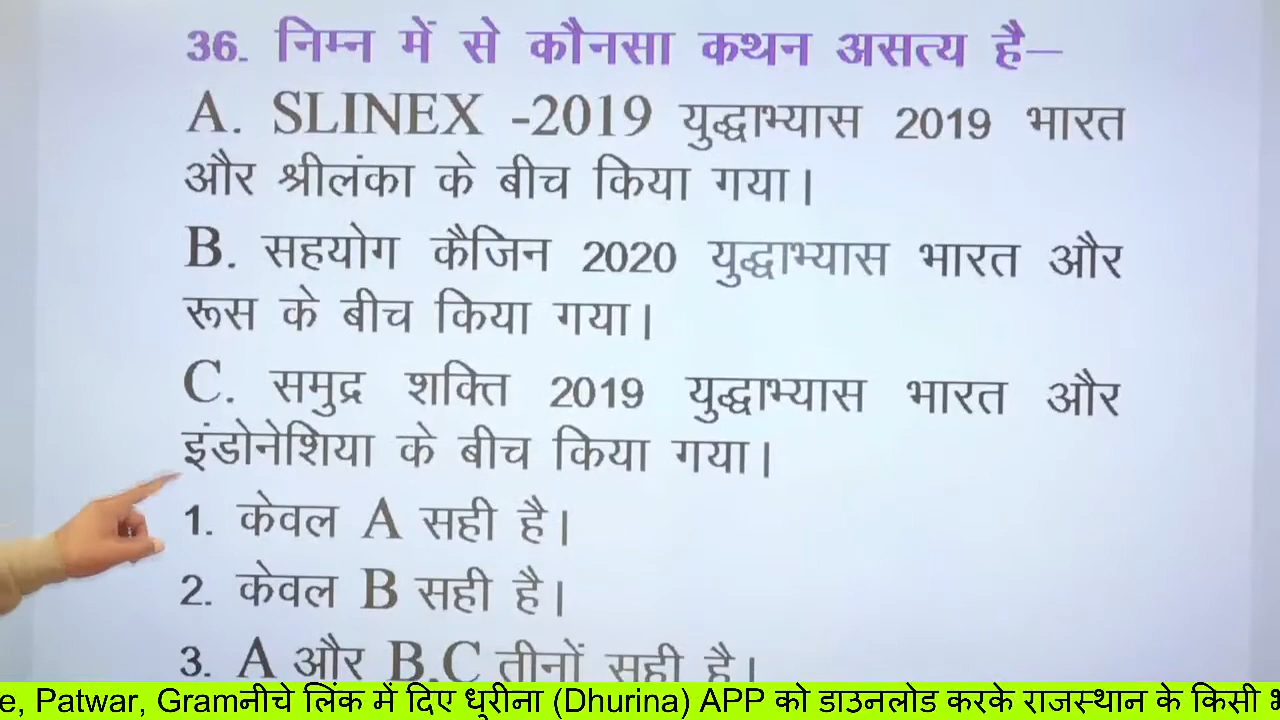 36. निम्न में से कौनसा कथन असत्य है–
A. SLINEX -2019 युद्धाभ्यास 2019 भारत
और श्रीलंका के बीच किया गया।
B. सहयोग कैजिन 2020 युद्धाभ्यास भारत और
रूस के बीच किया गया।
C. समुद्र शक्ति 2019 युद्धाभ्यास भारत और
इंडोनेशिया के बीच किया गया।
1. केवल A सही है।
2. केवल B सही है।
3. A और B,C तीनों सही है।
e, Patwar, Gramनीचे लिंक में दिए धुरीना (Dhurina) APP को डाउनलोड करके राजस्थान के किसी